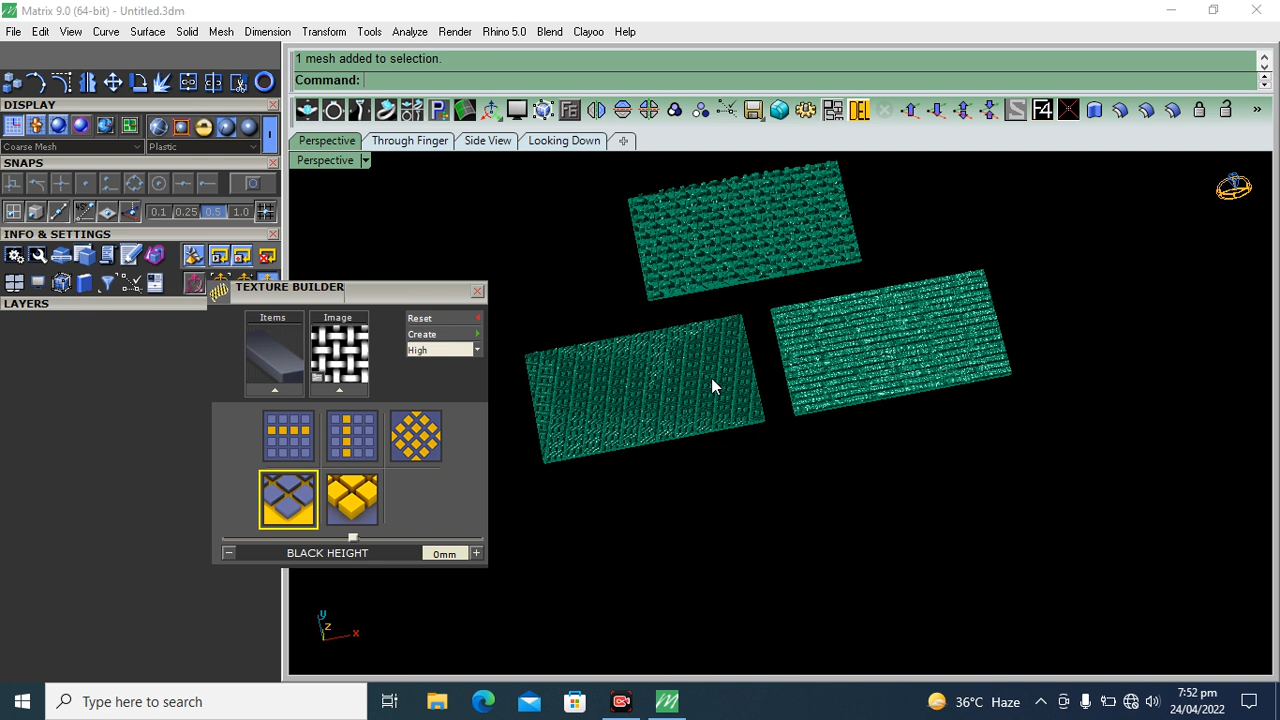 Matrix 9.0 (64-bit) - Untitled.3dm
File Edit View Curve Surface Solid Mesh Dimension Transform Tools Analyze Render Rhino 5.0 Blend Clayoo Help
1 mesh added to selection.
Command:
DISPLAY
Coarse Mesh Plastic
SNAPS
0.1 0.25 0.5 1.0
INFO & SETTINGS
LAYERS
FE DEL F4 »
Perspective Through Finger Side View Looking Down
Perspective
TEXTURE BUILDER
Items Image
Reset
Create
High
BLACK HEIGHT 0mm
y
z
x
Type here to search
36°C Haze
7:52 pm
24/04/2022